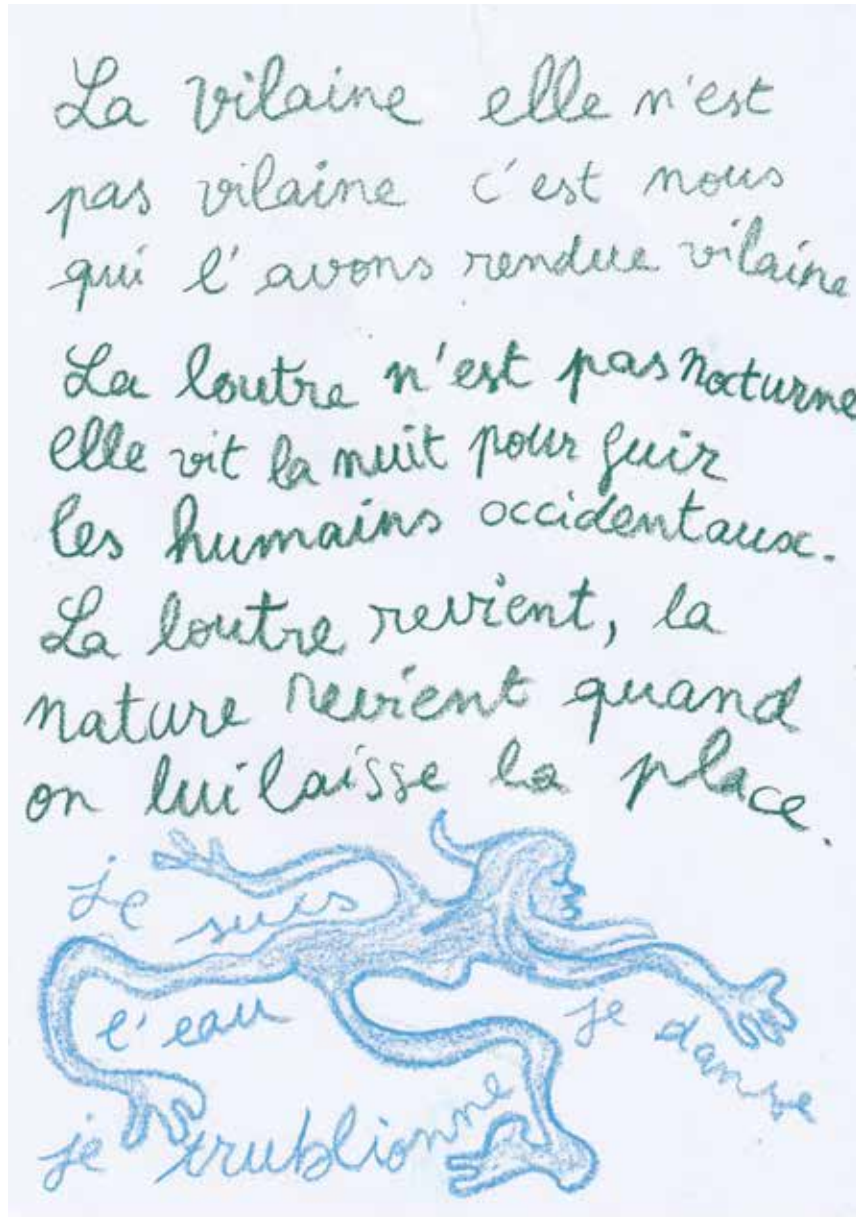 La vilaine elle n'est
pas vilaine c'est nous
qui l'avons rendue vilaine
La loutre n'est pas nocturne
elle vit la nuit pour fuir
les humains occidentaux.
La loutre revient, la
nature revient quand
on lui laisse la place.
je suis
l'eau
je danse
je trublionne